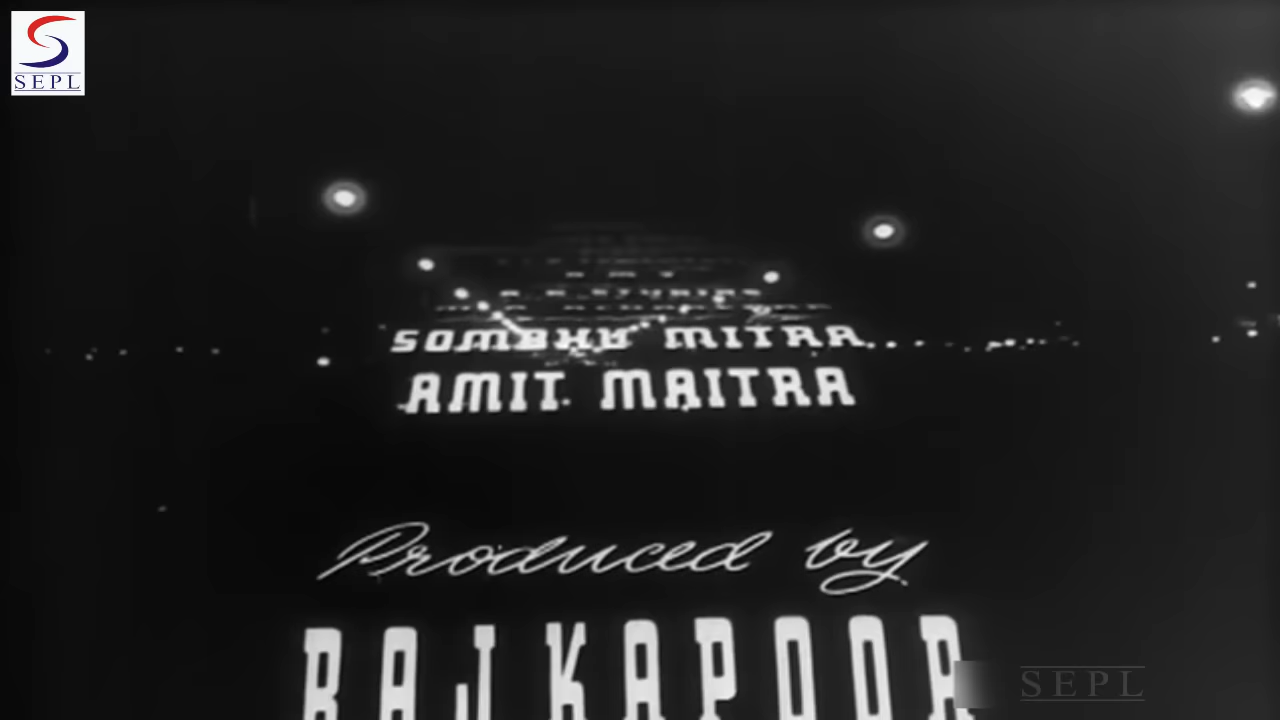 SEPL
SOMBHU MITRA
AMIT MAITRA
Produced by
RAJ KAPOOR
SEPL